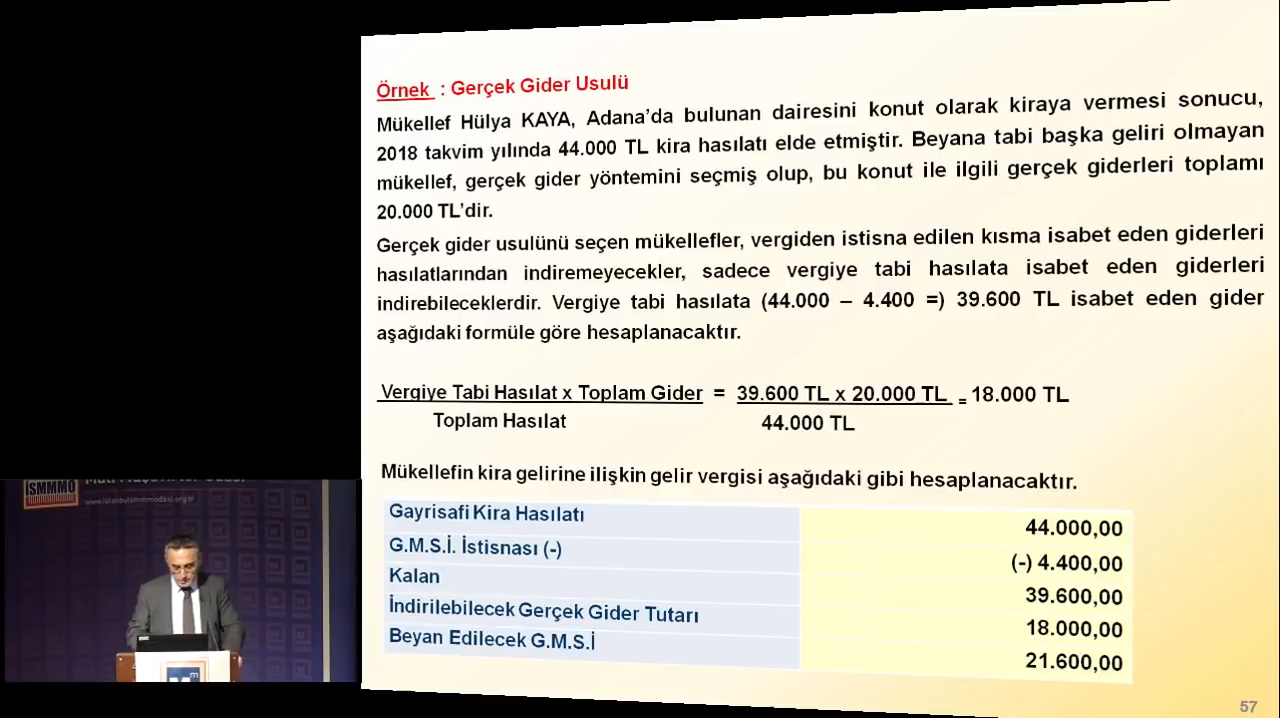 Örnek : Gerçek Gider Usulü
Mükellef Hülya KAYA, Adana’da bulunan dairesini konut olarak kiraya vermesi sonucu,
2018 takvim yılında 44.000 TL kira hasılatı elde etmiştir. Beyana tabi başka geliri olmayan
mükellef, gerçek gider yöntemini seçmiş olup, bu konut ile ilgili gerçek giderleri toplamı
20.000 TL’dir.
Gerçek gider usulünü seçen mükellefler, vergiden istisna edilen kısma isabet eden giderleri
hasılatlarından indiremeyecekler, sadece vergiye tabi hasılata isabet eden giderleri
indirebileceklerdir. Vergiye tabi hasılata (44.000 – 4.400 =) 39.600 TL isabet eden gider
aşağıdaki formüle göre hesaplanacaktır.
Vergiye Tabi Hasılat x Toplam Gider = 39.600 TL x 20.000 TL = 18.000 TL
Toplam Hasılat 44.000 TL
Mükellefin kira gelirine ilişkin gelir vergisi aşağıdaki gibi hesaplanacaktır.
Gayrisafi Kira Hasılatı 44.000,00
G.M.S.İ. İstisnası (-) (-) 4.400,00
Kalan 39.600,00
İndirilebilecek Gerçek Gider Tutarı 18.000,00
Beyan Edilecek G.M.S.İ 21.600,00
57
İSMMMO
www.istanbulsmmmodasi.org.tr